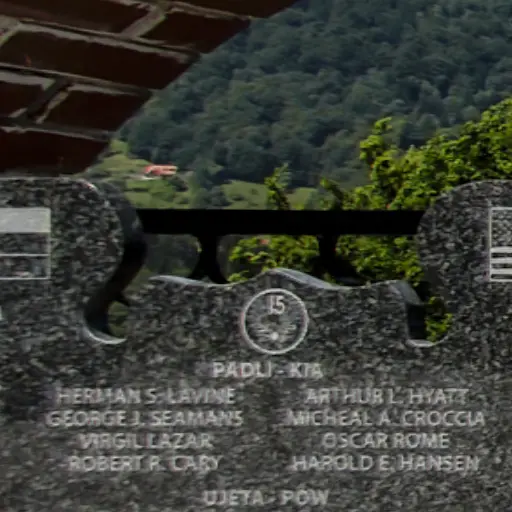 15
PADLI - KIA
HERMAN S. LAVINE ARTHUR L. HYATT
GEORGE J. SEAMANS MICHEAL A. CROCCIA
VIRGIL LAZAR OSCAR ROME
ROBERT R. CARY HAROLD E. HANSEN
UJETA - POW